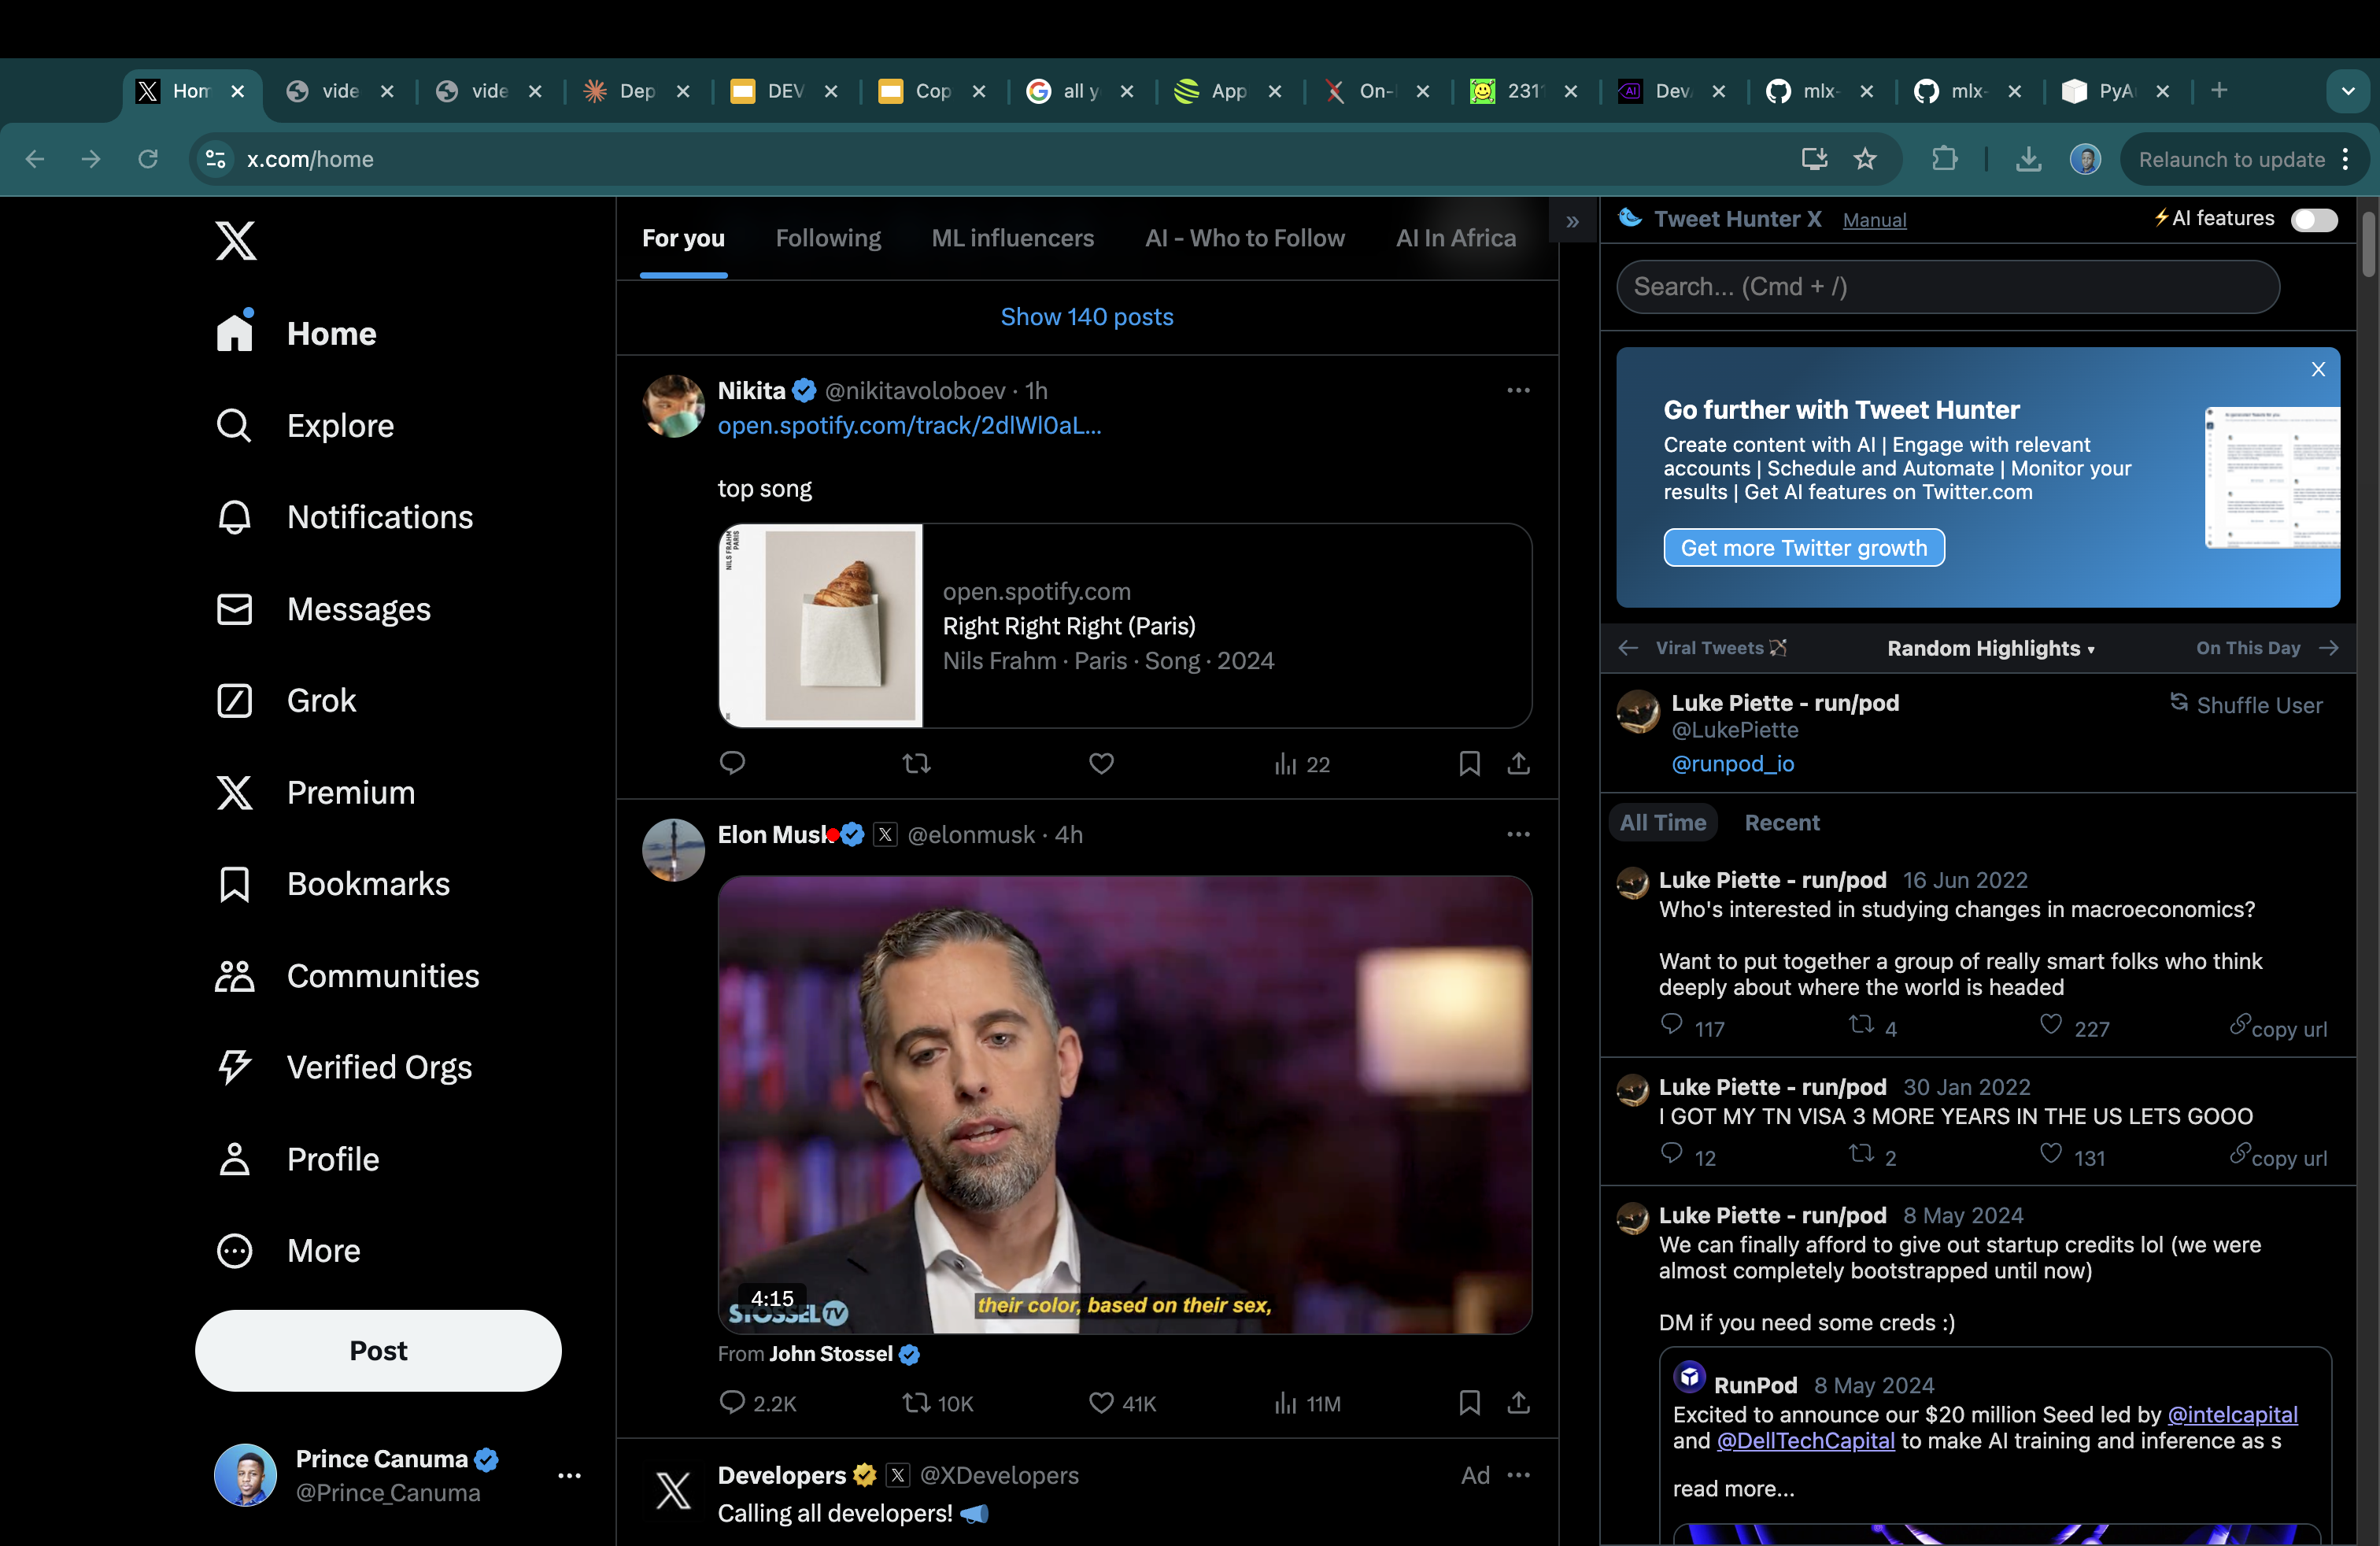 Hom
vide
vide
Dep
DEV
Cop
all y
App
On-
231
Dev
mlx-
mlx-
PyA
x.com/home
Relaunch to update
Home
Explore
Notifications
Messages
Grok
Premium
Bookmarks
Communities
Verified Orgs
Profile
More
Post
Prince Canuma
@Prince_Canuma
For you
Following
ML influencers
AI - Who to Follow
AI In Africa
Show 140 posts
Nikita @nikitavoloboev · 1h
open.spotify.com/track/2dlWl0aL...
top song
NILS FRAHM
PARIS
open.spotify.com
Right Right Right (Paris)
Nils Frahm · Paris · Song · 2024
22
Elon Musk @elonmusk · 4h
their color, based on their sex,
4:15
STOSSEL TV
From John Stossel
2.2K
10K
41K
11M
Developers @XDevelopers
Ad
Calling all developers!
Tweet Hunter X Manual
AI features
Search... (Cmd + /)
X
Go further with Tweet Hunter
Create content with AI | Engage with relevant
accounts | Schedule and Automate | Monitor your
results | Get AI features on Twitter.com
Get more Twitter growth
Viral Tweets
Random Highlights
On This Day
Luke Piette - run/pod
@LukePiette
@runpod_io
Shuffle User
All Time
Recent
Luke Piette - run/pod 16 Jun 2022
Who's interested in studying changes in macroeconomics?
Want to put together a group of really smart folks who think
deeply about where the world is headed
117
4
227
copy url
Luke Piette - run/pod 30 Jan 2022
I GOT MY TN VISA 3 MORE YEARS IN THE US LETS GOOO
12
2
131
copy url
Luke Piette - run/pod 8 May 2024
We can finally afford to give out startup credits lol (we were
almost completely bootstrapped until now)
DM if you need some creds :)
RunPod 8 May 2024
Excited to announce our $20 million Seed led by @intelcapital
and @DellTechCapital to make AI training and inference as s
read more...